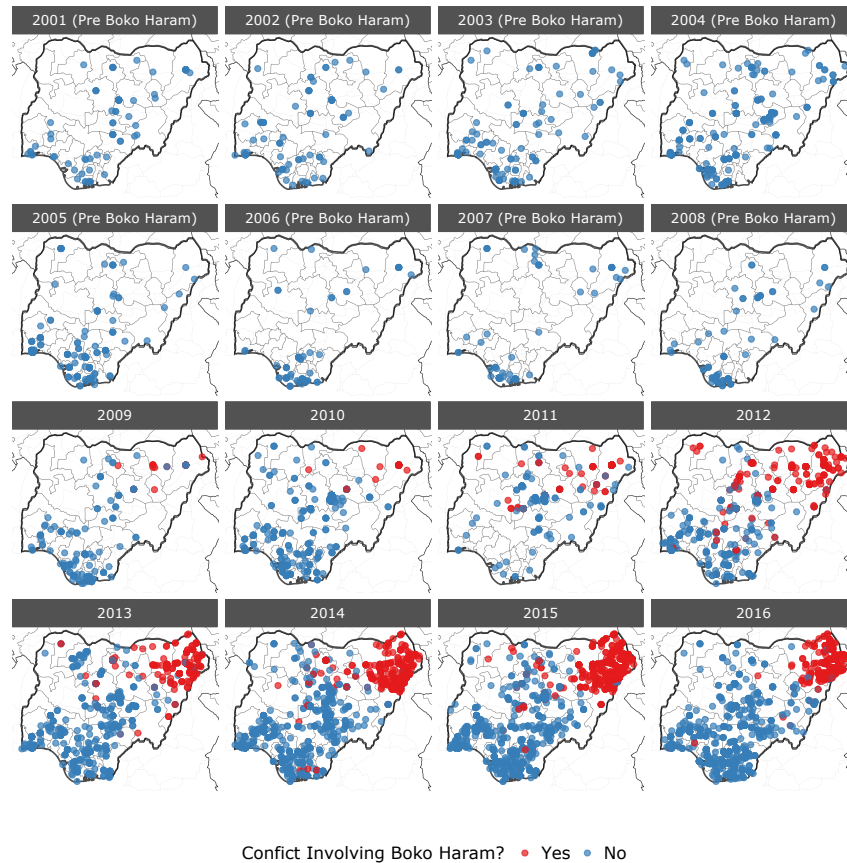 2001 (Pre Boko Haram)
2002 (Pre Boko Haram)
2003 (Pre Boko Haram)
2004 (Pre Boko Haram)
2005 (Pre Boko Haram)
2006 (Pre Boko Haram)
2007 (Pre Boko Haram)
2008 (Pre Boko Haram)
2009
2010
2011
2012
2013
2014
2015
2016
Confict Involving Boko Haram? Yes No